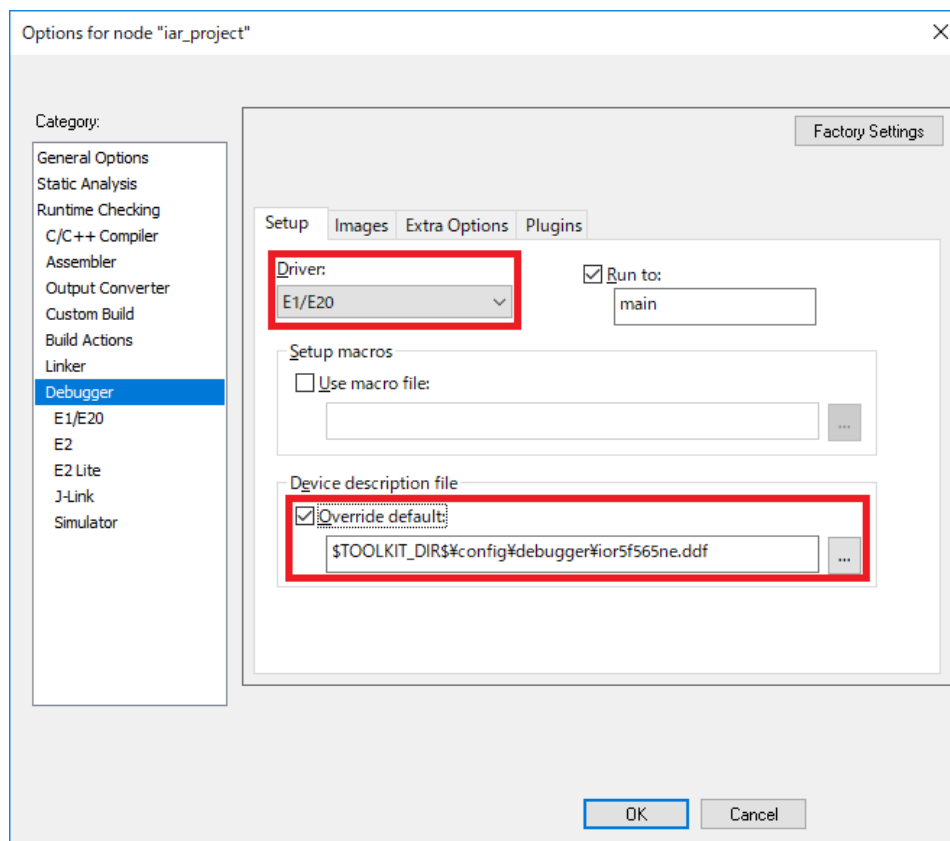 Options for node "iar_project"
Category:
Factory Settings
General Options
Static Analysis
Runtime Checking
C/C++ Compiler
Assembler
Output Converter
Custom Build
Build Actions
Linker
Debugger
E1/E20
E2
E2 Lite
J-Link
Simulator
Setup Images Extra Options Plugins
Driver:
E1/E20
Run to:
main
Setup macros
Use macro file:
...
Device description file
Override default:
$TOOLKIT_DIR$¥config¥debugger¥ior5f565ne.ddf
...
OK Cancel